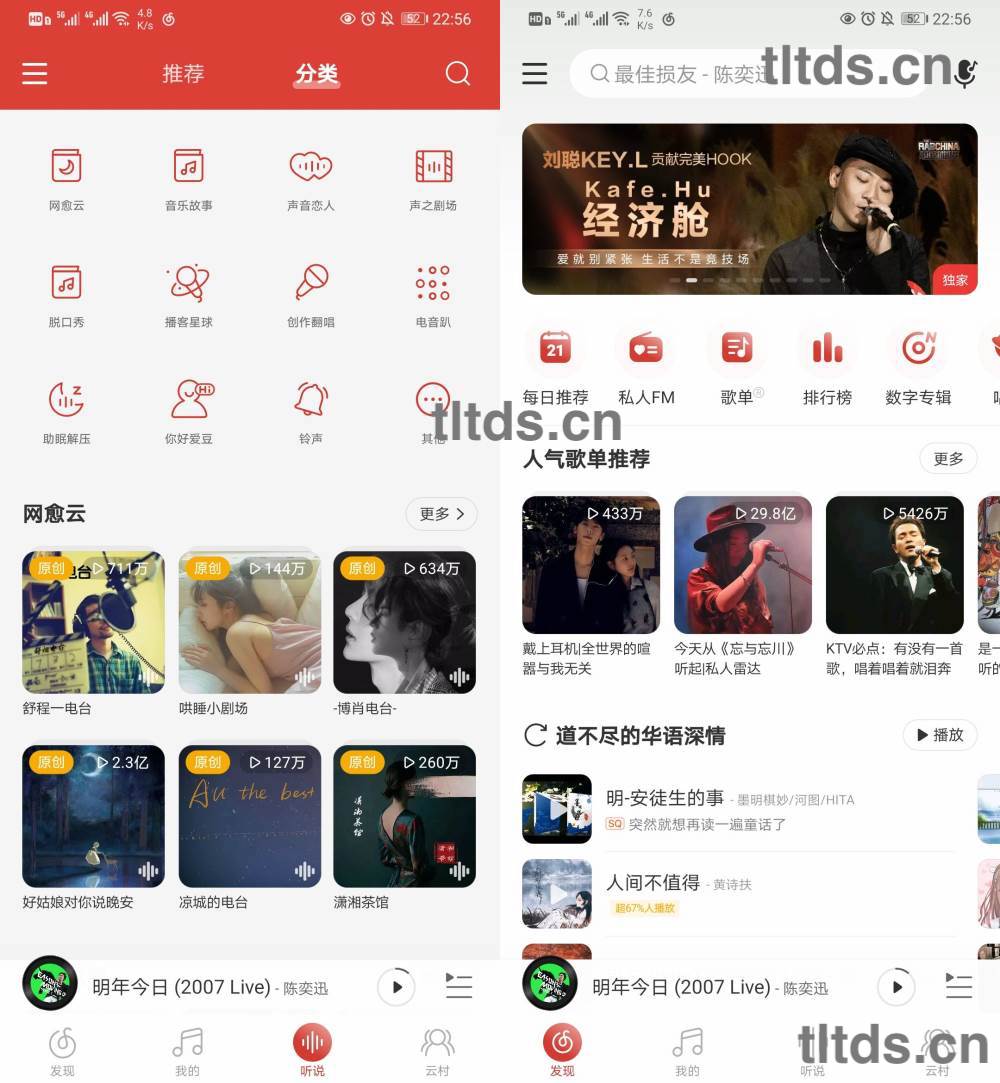 HD 5G 4G 4.8 K/s 52 22:56
推荐 分类
网愈云 音乐故事 声音恋人 声之剧场
脱口秀 播客星球 创作翻唱 电音趴
助眠解压 你好爱豆 铃声 其他
网愈云 更多
原创 711万 原创 144万 原创 634万
舒程一电台 哄睡小剧场 -博肖电台-
原创 2.3亿 原创 127万 原创 260万
All the best
潇湘茶馆
好姑娘对你说晚安 凉城的电台 潇湘茶馆
明年今日 (2007 Live) - 陈奕迅
发现 我的 听说 云村
HD 5G 4G 7.6 K/s 52 22:56
最佳损友 - 陈奕迅
tltds.cn
刘聪KEY.L 贡献完美HOOK
Kafe.Hu
经济舱
爱就别紧张 生活不是竞技场
独家
21
每日推荐 私人FM 歌单 排行榜 数字专辑
tltds.cn
人气歌单推荐 更多
433万 29.8亿 5426万
戴上耳机|全世界的喧
器与我无关
今天从《忘与忘川》
听起|私人雷达
KTV必点：有没有一首
歌，唱着唱着就泪奔
是一
听的
道不尽的华语深情 播放
明-安徒生的事 - 墨明棋妙/河图/HITA
SQ 突然就想再读一遍童话了
人间不值得 - 黄诗扶
超67%人播放
明年今日 (2007 Live) - 陈奕迅
发现 我的 听说 云村
tltds.cn